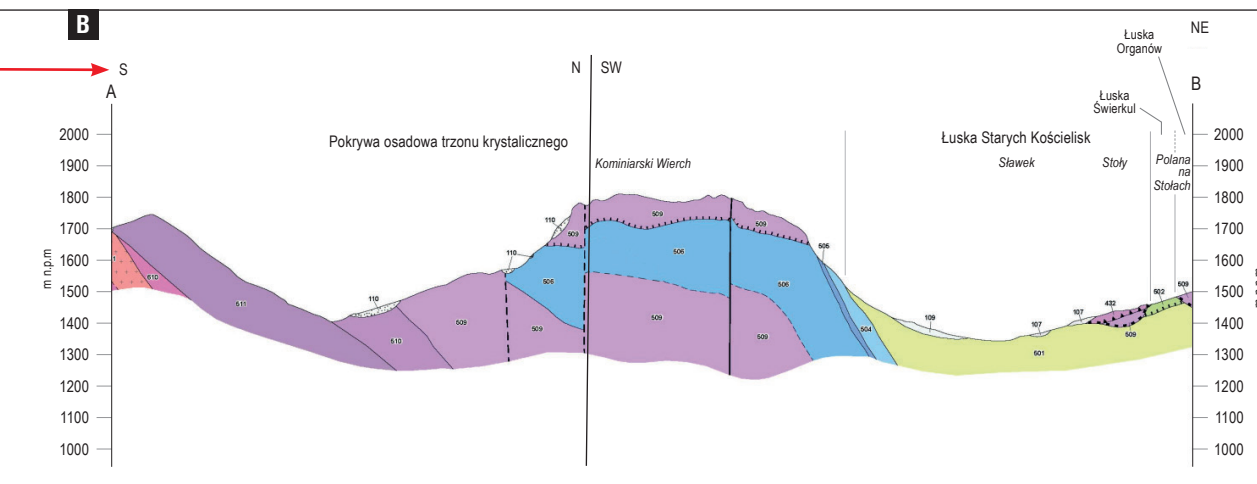 B
NE
Łuska
Organów
S
N
SW
A
B
Łuska
Świerkul
2000
Pokrywa osadowa trzonu krystalicznego
Łuska Starych Kościelisk
2000
1900
Kominiarski Wierch
Sławek
Stoły
Polana
na
Stołach
1900
1800
1800
1700
110
509
509
509
505
1700
1600
m n.p.m
1
610
110
506
506
506
1600
1500
511
110
432
502
509
1500
1400
510
609
509
509
509
504
109
107
107
509
601
1400
1300
1300
1200
1200
1100
1100
1000
1000